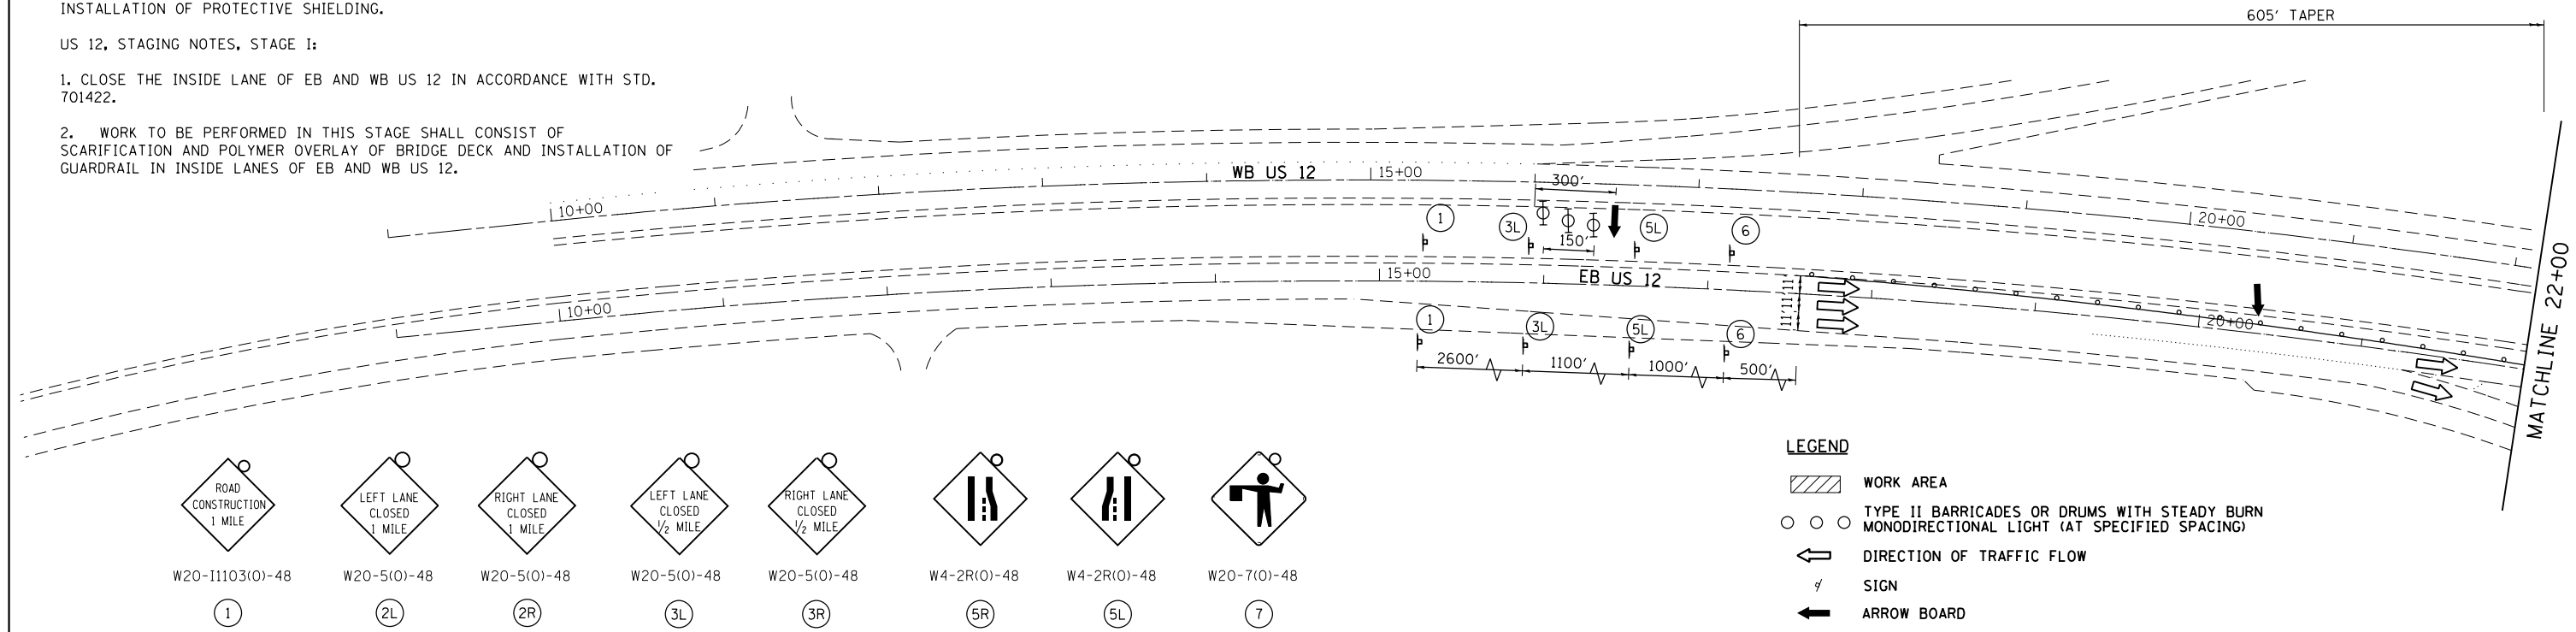 INSTALLATION OF PROTECTIVE SHIELDING.
US 12, STAGING NOTES, STAGE I:
1. CLOSE THE INSIDE LANE OF EB AND WB US 12 IN ACCORDANCE WITH STD.
701422.
2. WORK TO BE PERFORMED IN THIS STAGE SHALL CONSIST OF
SCARIFICATION AND POLYMER OVERLAY OF BRIDGE DECK AND INSTALLATION OF
GUARDRAIL IN INSIDE LANES OF EB AND WB US 12.
605' TAPER
WB US 12
15+00
300'
10+00
20+00
1
3L
5L
6
150'
15+00
EB US 12
10+00
11'11'11'
20+00
1
3L
5L
6
2600'
1100'
1000'
500'
MATCHLINE 22+00
ROAD
CONSTRUCTION
1 MILE
LEFT LANE
CLOSED
1 MILE
RIGHT LANE
CLOSED
1 MILE
LEFT LANE
CLOSED
1/2 MILE
RIGHT LANE
CLOSED
1/2 MILE
W20-I1103(O)-48
W20-5(O)-48
W20-5(O)-48
W20-5(O)-48
W20-5(O)-48
W4-2R(O)-48
W4-2R(O)-48
W20-7(O)-48
1
2L
2R
3L
3R
5R
5L
7
LEGEND
WORK AREA
TYPE II BARRICADES OR DRUMS WITH STEADY BURN
MONODIRECTIONAL LIGHT (AT SPECIFIED SPACING)
DIRECTION OF TRAFFIC FLOW
SIGN
ARROW BOARD